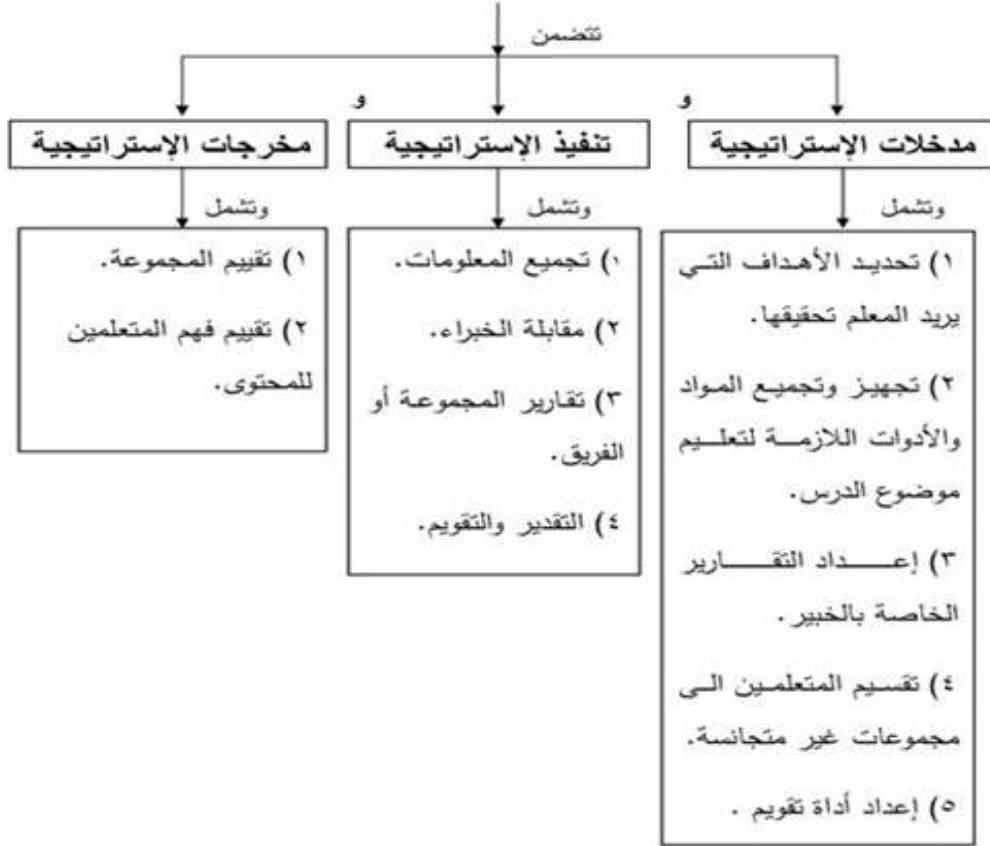 تتضمن
و
و
مدخلات الإستراتيجية
تنفيذ الإستراتيجية
مخرجات الإستراتيجية
وتشمل
وتشمل
وتشمل
١) تحديد الأهداف التي
يريد المعلم تحقيقها.
٢) تجهيز وتجميع المواد
والأدوات اللازمة لتعليم
موضوع الدرس.
٣) إعداد التقارير
الخاصة بالخبير.
٤) تقسيم المتعلمين الى
مجموعات غير متجانسة.
٥) إعداد أداة تقويم .
١) تجميع المعلومات.
٢) مقابلة الخبراء.
٣) تقارير المجموعة أو
الفريق.
٤) التقدير والتقويم.
١) تقييم المجموعة.
٢) تقييم فهم المتعلمين
للمحتوى.